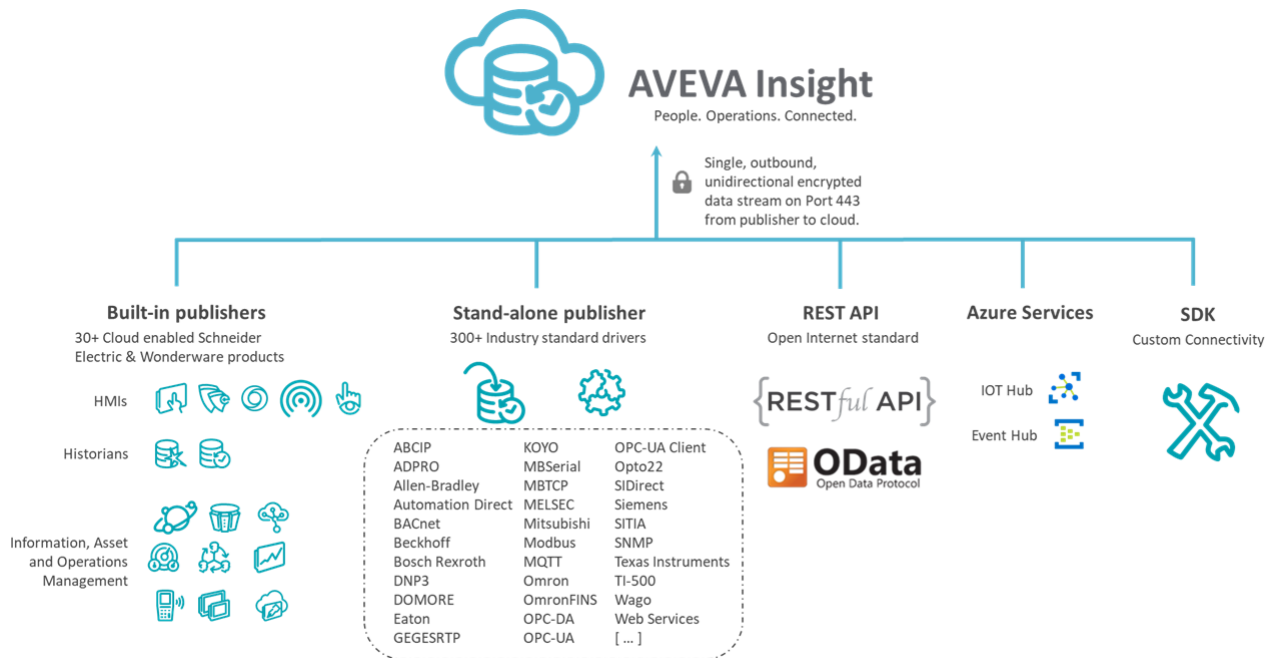 AVEVA Insight
People. Operations. Connected.
Single, outbound,
unidirectional encrypted
data stream on Port 443
from publisher to cloud.
Built-in publishers
30+ Cloud enabled Schneider
Electric & Wonderware products
HMIs
Historians
Information, Asset
and Operations
Management
Stand-alone publisher
300+ Industry standard drivers
ABCIP
ADPRO
Allen-Bradley
Automation Direct
BACnet
Beckhoff
Bosch Rexroth
DNP3
DOMORE
Eaton
GEGESRTP
KOYO
MBSerial
MBTCP
MELSEC
Mitsubishi
Modbus
MQTT
Omron
OmronFINS
OPC-DA
OPC-UA
OPC-UA Client
Opto22
SIDirect
Siemens
SITIA
SNMP
Texas Instruments
TI-500
Wago
Web Services
[ ... ]
REST API
Open Internet standard
{RESTful API}
OData
Open Data Protocol
Azure Services
IOT Hub
Event Hub
SDK
Custom Connectivity